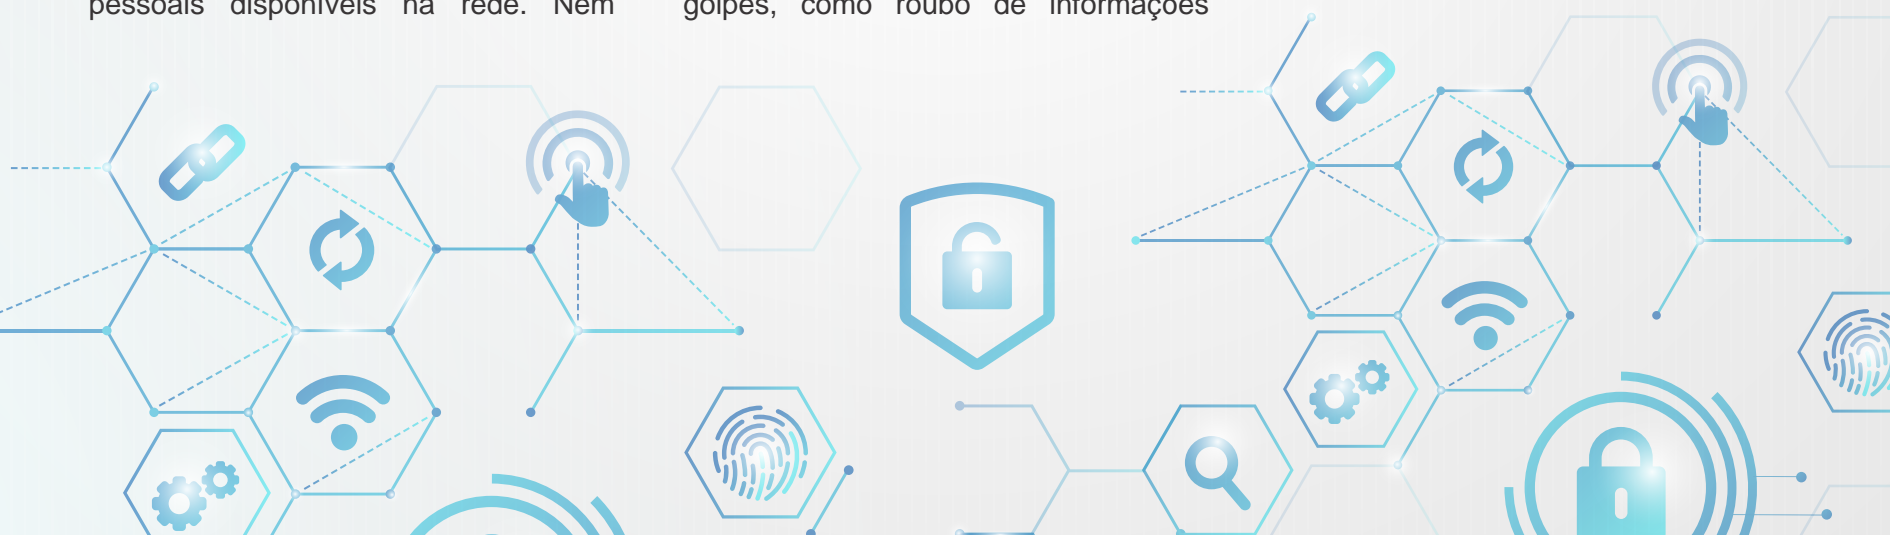 pessoais disponíveis na rede. Nem
golpes, como roubo de informações